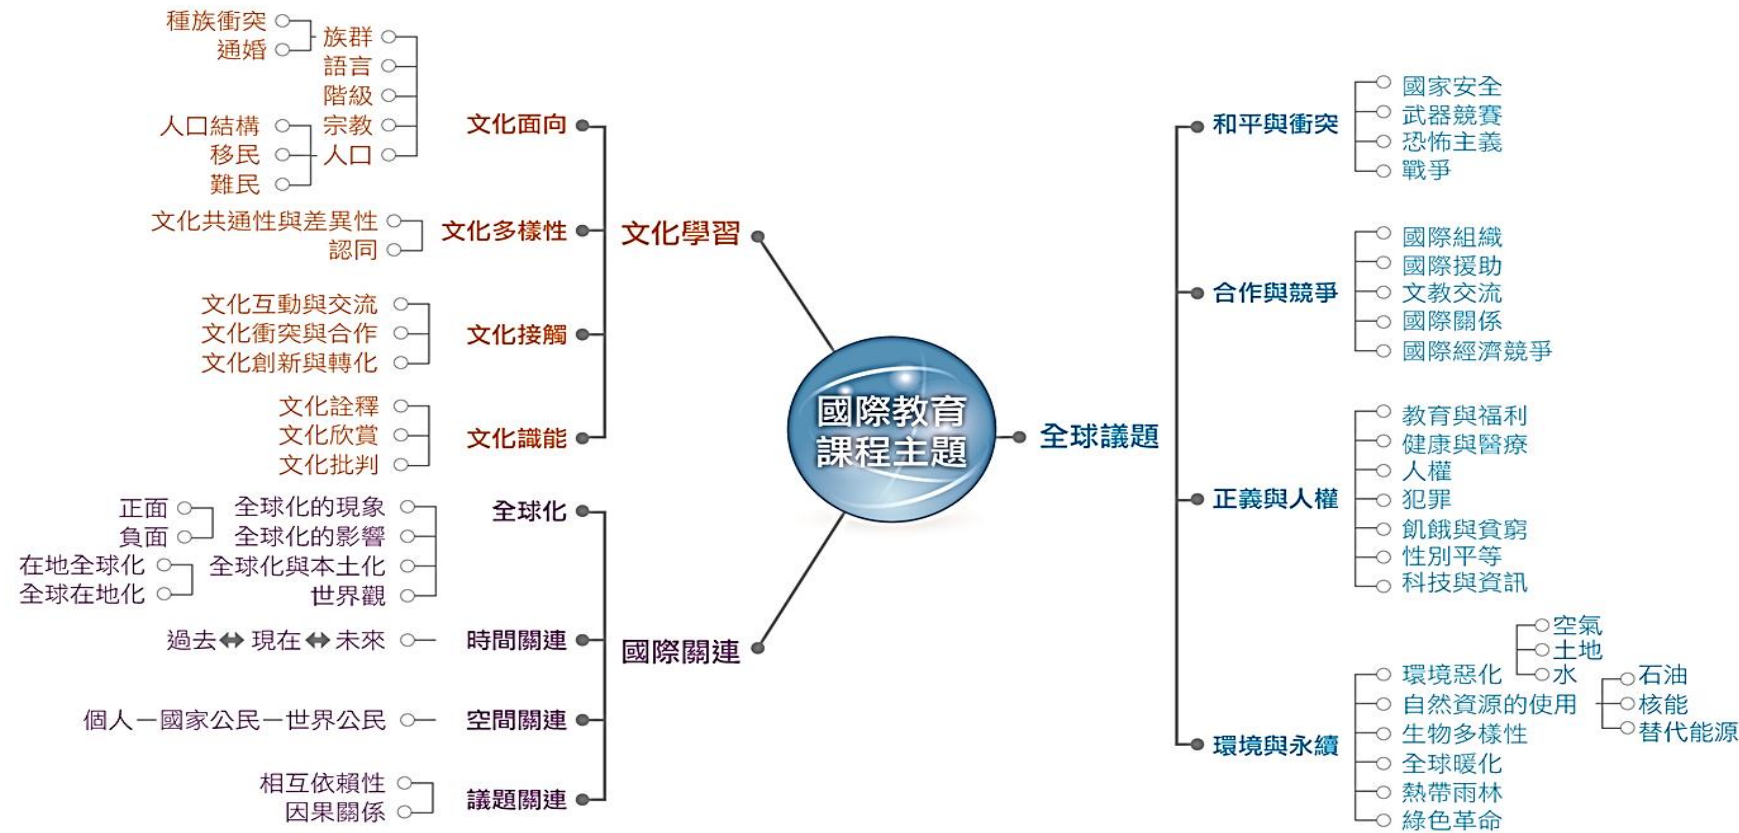 國際教育
課程主題
文化學習
文化面向
族群
種族衝突
通婚
語言
階級
宗教
人口
人口結構
移民
難民
文化多樣性
文化共通性與差異性
認同
文化接觸
文化互動與交流
文化衝突與合作
文化創新與轉化
文化識能
文化詮釋
文化欣賞
文化批判
國際關連
全球化
全球化的現象
全球化的影響
正面
負面
全球化與本土化
在地全球化
全球在地化
世界觀
時間關連
過去⇔現在⇔未來
空間關連
個人－國家公民－世界公民
議題關連
相互依賴性
因果關係
全球議題
和平與衝突
國家安全
武器競賽
恐怖主義
戰爭
合作與競爭
國際組織
國際援助
文教交流
國際關係
國際經濟競爭
正義與人權
教育與福利
健康與醫療
人權
犯罪
飢餓與貧窮
性別平等
科技與資訊
環境與永續
環境惡化
空氣
土地
水
自然資源的使用
石油
核能
替代能源
生物多樣性
全球暖化
熱帶雨林
綠色革命